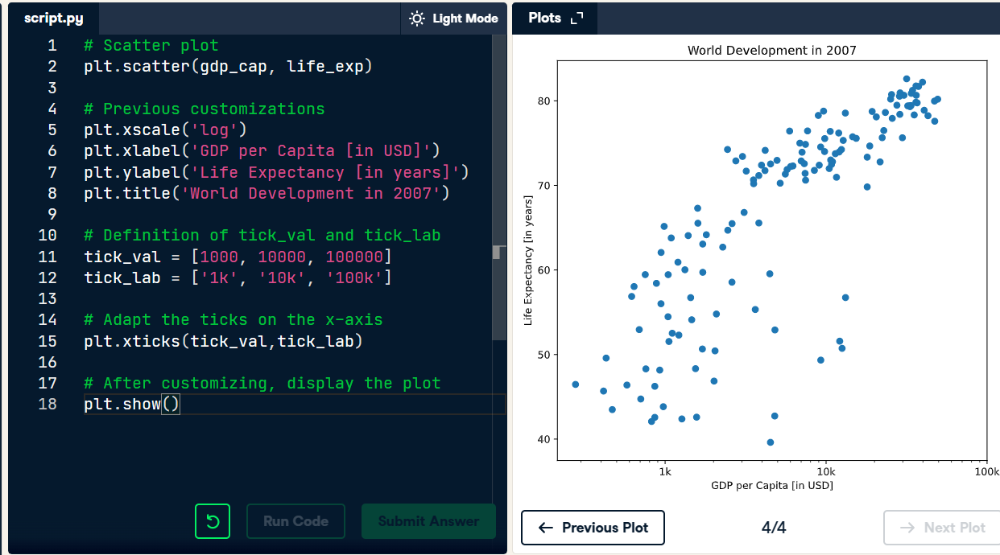 script.py
Light Mode
1 # Scatter plot
2 plt.scatter(gdp_cap, life_exp)
3
4 # Previous customizations
5 plt.xscale('log')
6 plt.xlabel('GDP per Capita [in USD]')
7 plt.ylabel('Life Expectancy [in years]')
8 plt.title('World Development in 2007')
9
10 # Definition of tick_val and tick_lab
11 tick_val = [1000, 10000, 100000]
12 tick_lab = ['1k', '10k', '100k']
13
14 # Adapt the ticks on the x-axis
15 plt.xticks(tick_val,tick_lab)
16
17 # After customizing, display the plot
18 plt.show()
Run Code
Submit Answer
Plots
World Development in 2007
Life Expectancy [in years]
80
70
60
50
40
1k 10k 100k
GDP per Capita [in USD]
Previous Plot
4/4
Next Plot